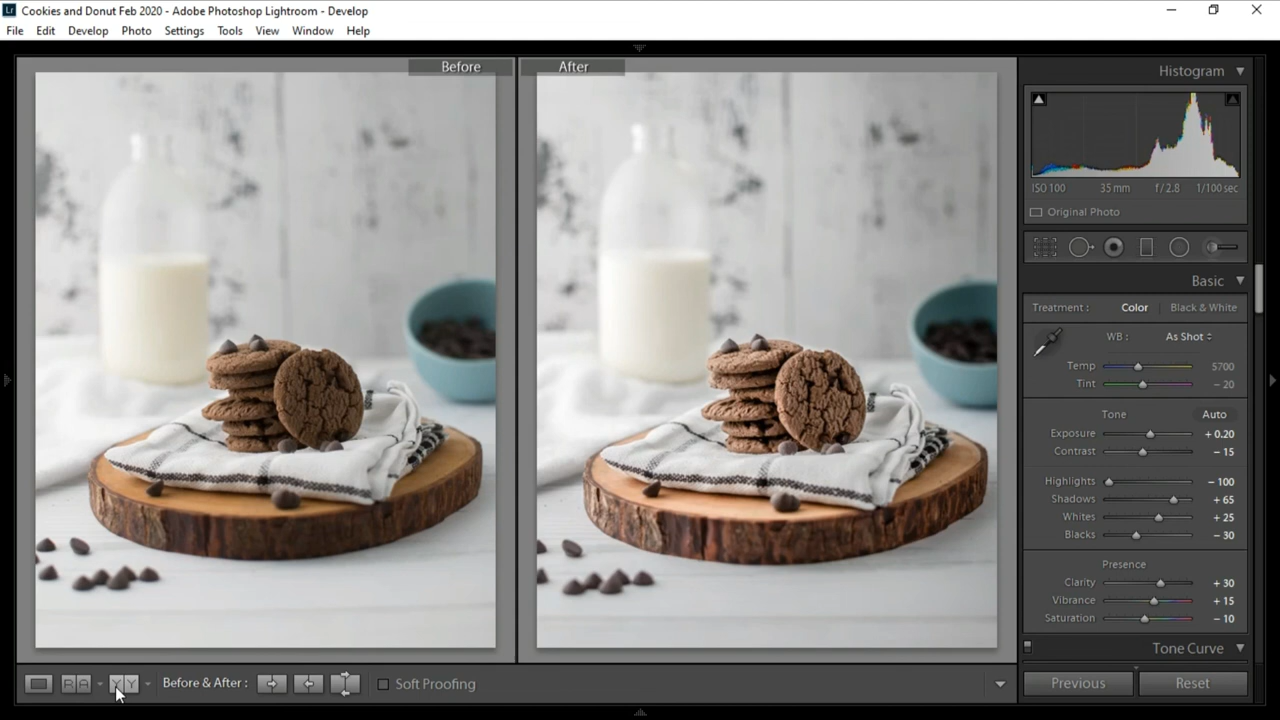 Lr Cookies and Donut Feb 2020 - Adobe Photoshop Lightroom - Develop
File Edit Develop Photo Settings Tools View Window Help
Before After
Histogram
ISO 100 35 mm f / 2.8 1/100 sec
Original Photo
Basic
Treatment : Color Black & White
WB : As Shot
Temp 5700
Tint − 20
Tone Auto
Exposure + 0.20
Contrast − 15
Highlights − 100
Shadows + 65
Whites + 25
Blacks − 30
Presence
Clarity + 30
Vibrance + 15
Saturation − 10
Tone Curve
R A Y Y Before & After : Soft Proofing Previous Reset